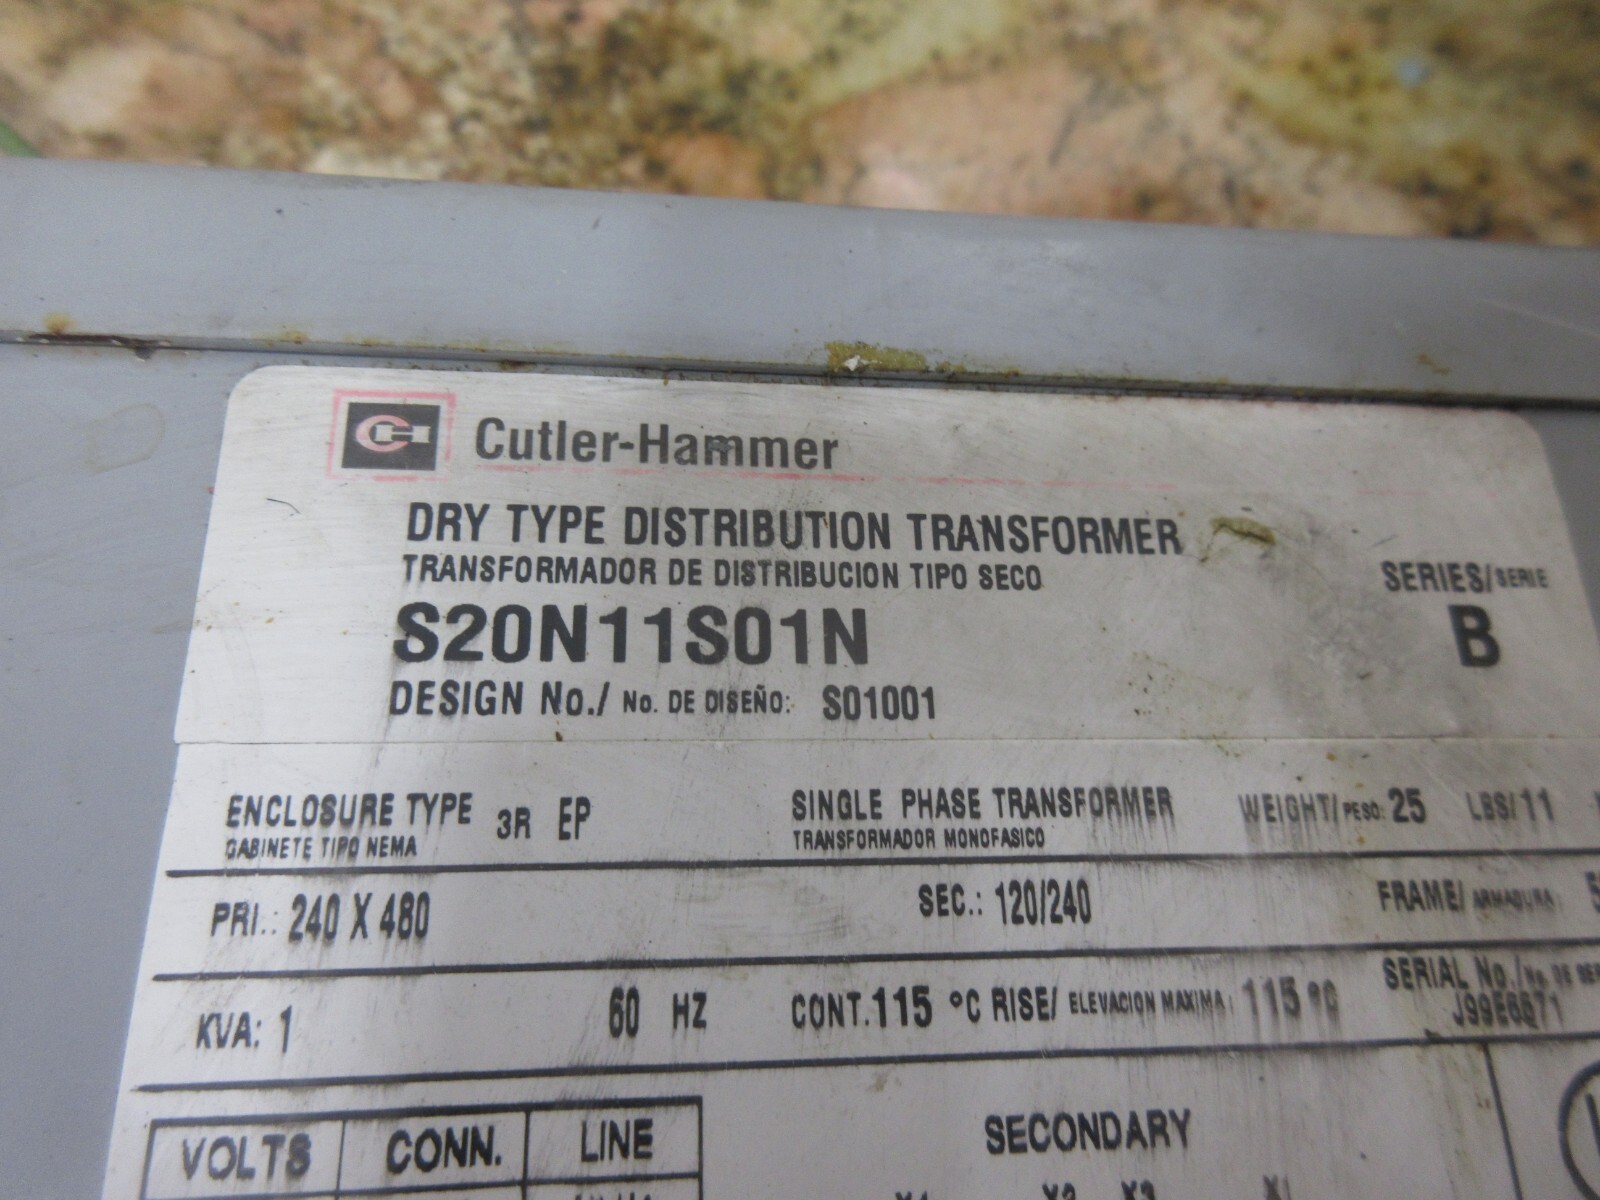 CH Cutler-Hammer
DRY TYPE DISTRIBUTION TRANSFORMER
TRANSFORMADOR DE DISTRIBUCION TIPO SECO
SERIES/SERIE
S20N11S01N
B
DESIGN No./ No. DE DISEÑO: S01001
ENCLOSURE TYPE 3R EP
GABINETE TIPO NEMA
SINGLE PHASE TRANSFORMER
TRANSFORMADOR MONOFASICO
WEIGHT/PESO: 25 LBS/11
PRI.: 240 X 480
SEC.: 120/240
FRAME/ ARMADURA:
KVA: 1
60 HZ
CONT. 115 °C RISE/ ELEVACION MAXIMA: 115 °C
SERIAL No./No. DE
VOLTS CONN. LINE
SECONDARY